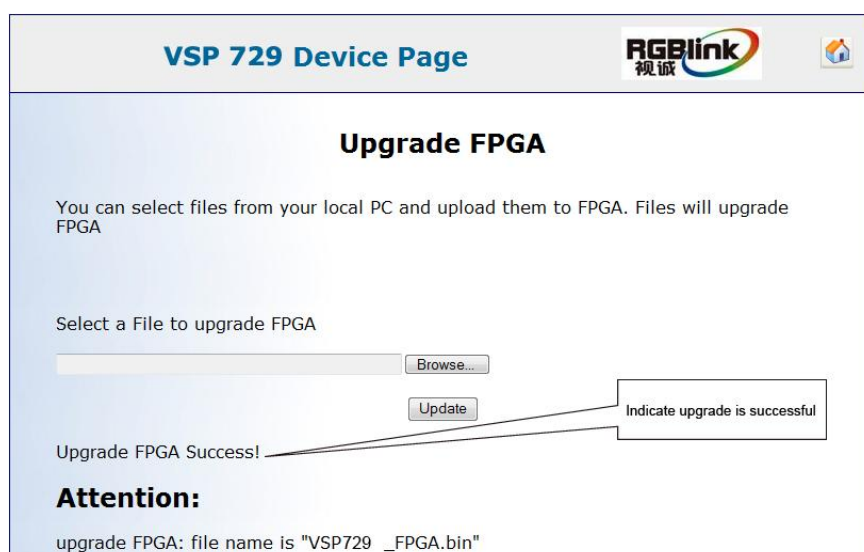 VSP 729 Device Page
RGBlink
视诚
Upgrade FPGA
You can select files from your local PC and upload them to FPGA. Files will upgrade
FPGA
Select a File to upgrade FPGA
Browse...
Update
Indicate upgrade is successful
Upgrade FPGA Success!
Attention:
upgrade FPGA: file name is "VSP729 _FPGA.bin"